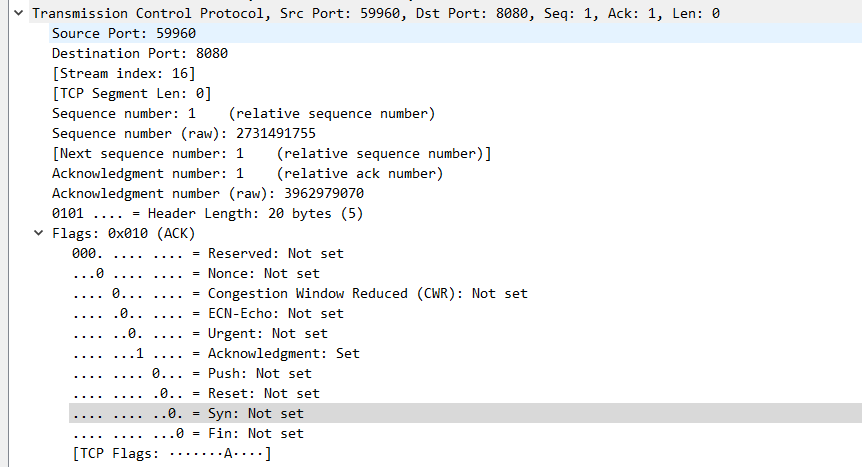 Transmission Control Protocol, Src Port: 59960, Dst Port: 8080, Seq: 1, Ack: 1, Len: 0
Source Port: 59960
Destination Port: 8080
[Stream index: 16]
[TCP Segment Len: 0]
Sequence number: 1    (relative sequence number)
Sequence number (raw): 2731491755
[Next sequence number: 1    (relative sequence number)]
Acknowledgment number: 1    (relative ack number)
Acknowledgment number (raw): 3962979070
0101 .... = Header Length: 20 bytes (5)
Flags: 0x010 (ACK)
000. .... .... = Reserved: Not set
...0 .... .... = Nonce: Not set
.... 0... .... = Congestion Window Reduced (CWR): Not set
.... .0.. .... = ECN-Echo: Not set
.... ..0. .... = Urgent: Not set
.... ...1 .... = Acknowledgment: Set
.... .... 0... = Push: Not set
.... .... .0.. = Reset: Not set
.... .... ..0. = Syn: Not set
.... .... ...0 = Fin: Not set
[TCP Flags: ·······A····]